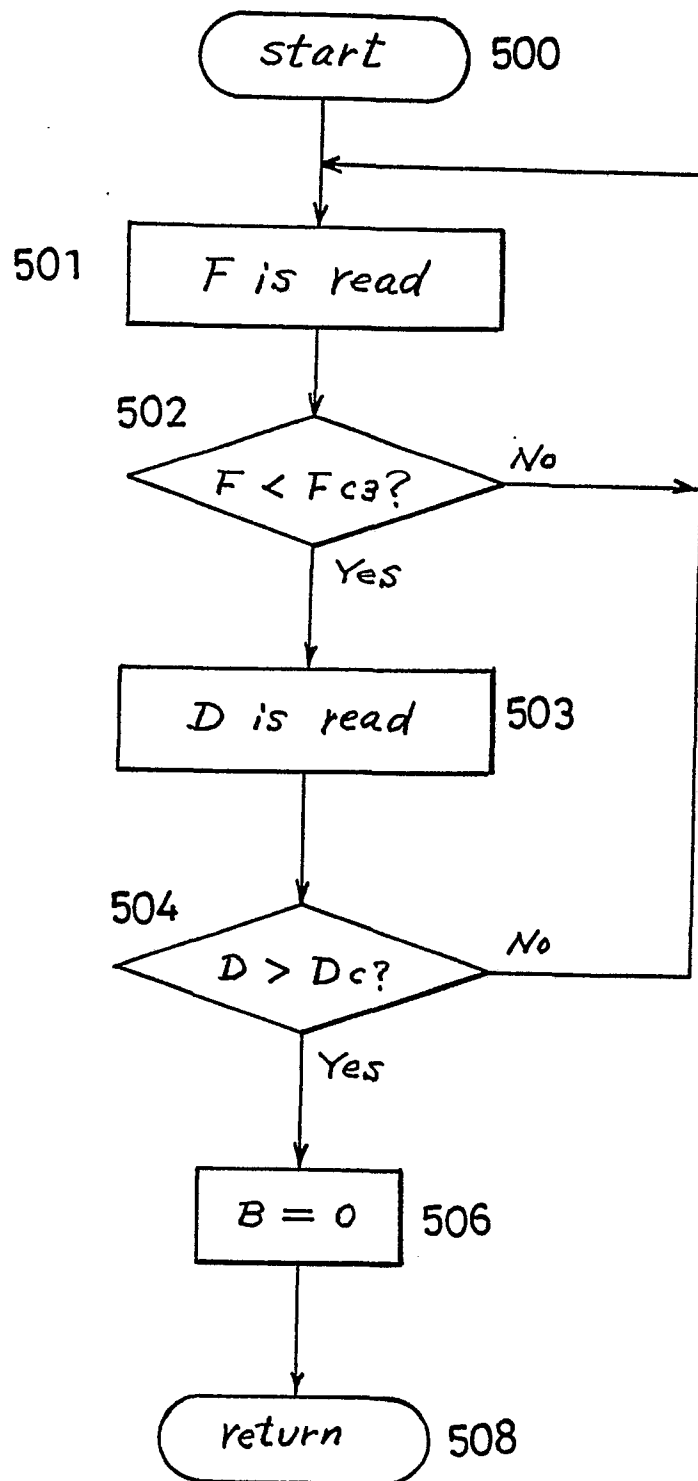 start 500
501 F is read
502
F < Fc3?
No
Yes
D is read 503
504
D > Dc?
No
Yes
B = 0 506
return 508